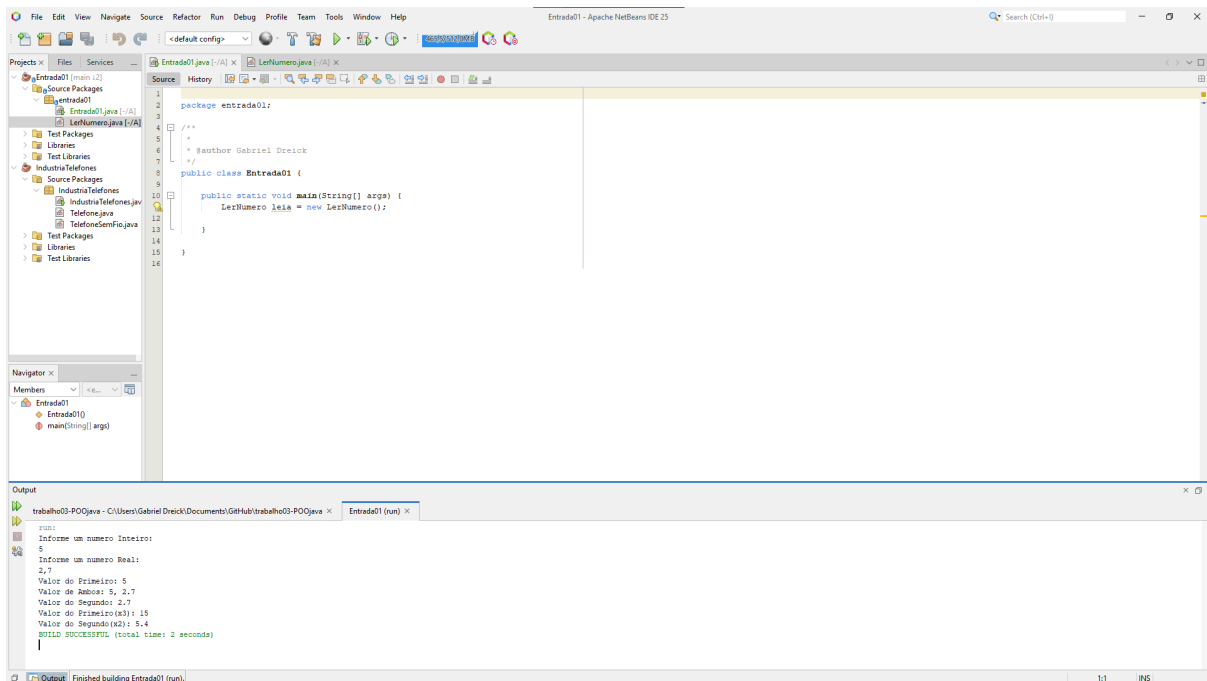 File Edit View Navigate Source Refactor Run Debug Profile Team Tools Window Help Entrada01 - Apache NetBeans IDE 25 Search (Ctrl+I)
<default config>
Projects Files Services Entrada01.java [-/A] LerNumero.java [-/A]
Source History
Entrada01 [main ↓2]
Source Packages
entrada01
Entrada01.java [-/A]
LerNumero.java [-/A]
Test Packages
Libraries
Test Libraries
IndustriaTelefones
Source Packages
IndustriaTelefones
IndustriaTelefones.jav
Telefone.java
TelefoneSemFio.java
Test Packages
Libraries
Test Libraries
1
2 package entrada01;
3
4 /**
5 *
6 * @author Gabriel Dreick
7 */
8 public class Entrada01 {
9
10 public static void main(String[] args) {
LerNumero leia = new LerNumero();
12
13 }
14
15 }
16
Navigator
Members <e...
Entrada01
Entrada01()
main(String[] args)
Output
trabalho03-POOjava - C:\Users\Gabriel Dreick\Documents\GitHub\trabalho03-POOjava Entrada01 (run)
run:
Informe um numero Inteiro:
5
Informe um numero Real:
2,7
Valor do Primeiro: 5
Valor de Ambos: 5, 2.7
Valor do Segundo: 2.7
Valor do Primeiro(x3): 15
Valor do Segundo(x2): 5.4
BUILD SUCCESSFUL (total time: 2 seconds)
Output Finished building Entrada01 (run). 1:1 INS